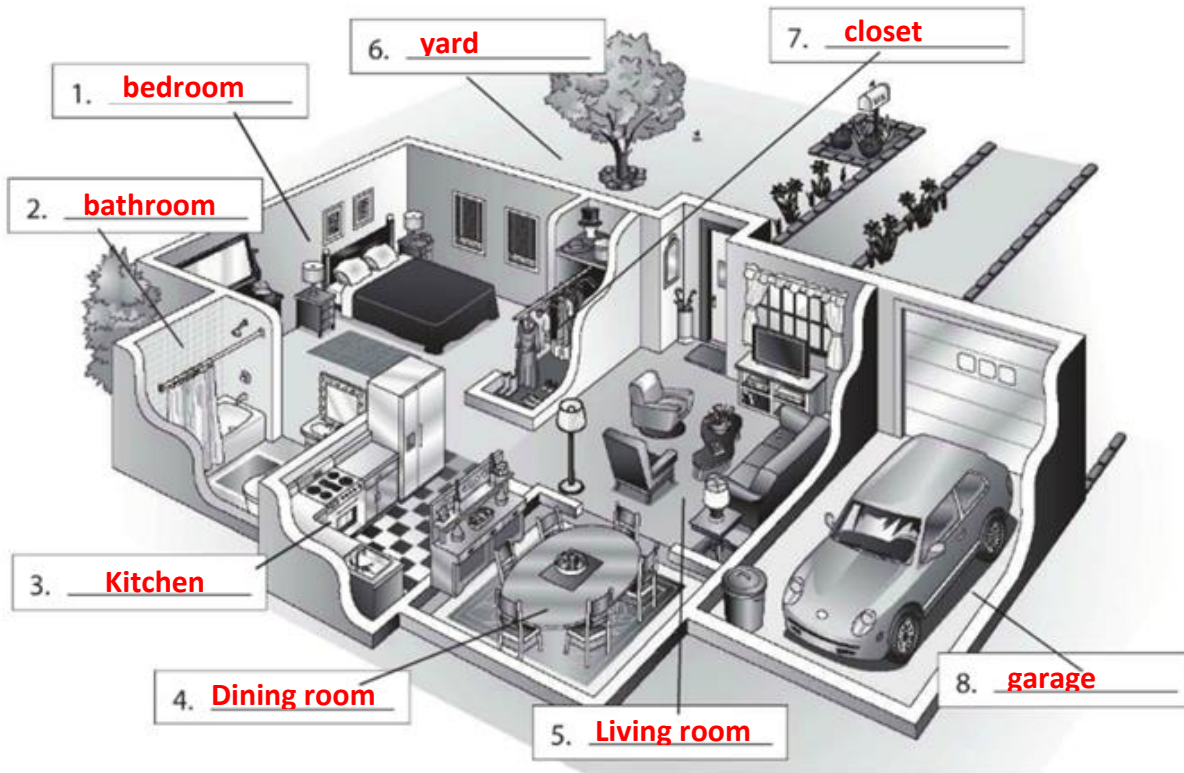 1. bedroom
2. bathroom
3. Kitchen
4. Dining room
5. Living room
6. yard
7. closet
8. garage